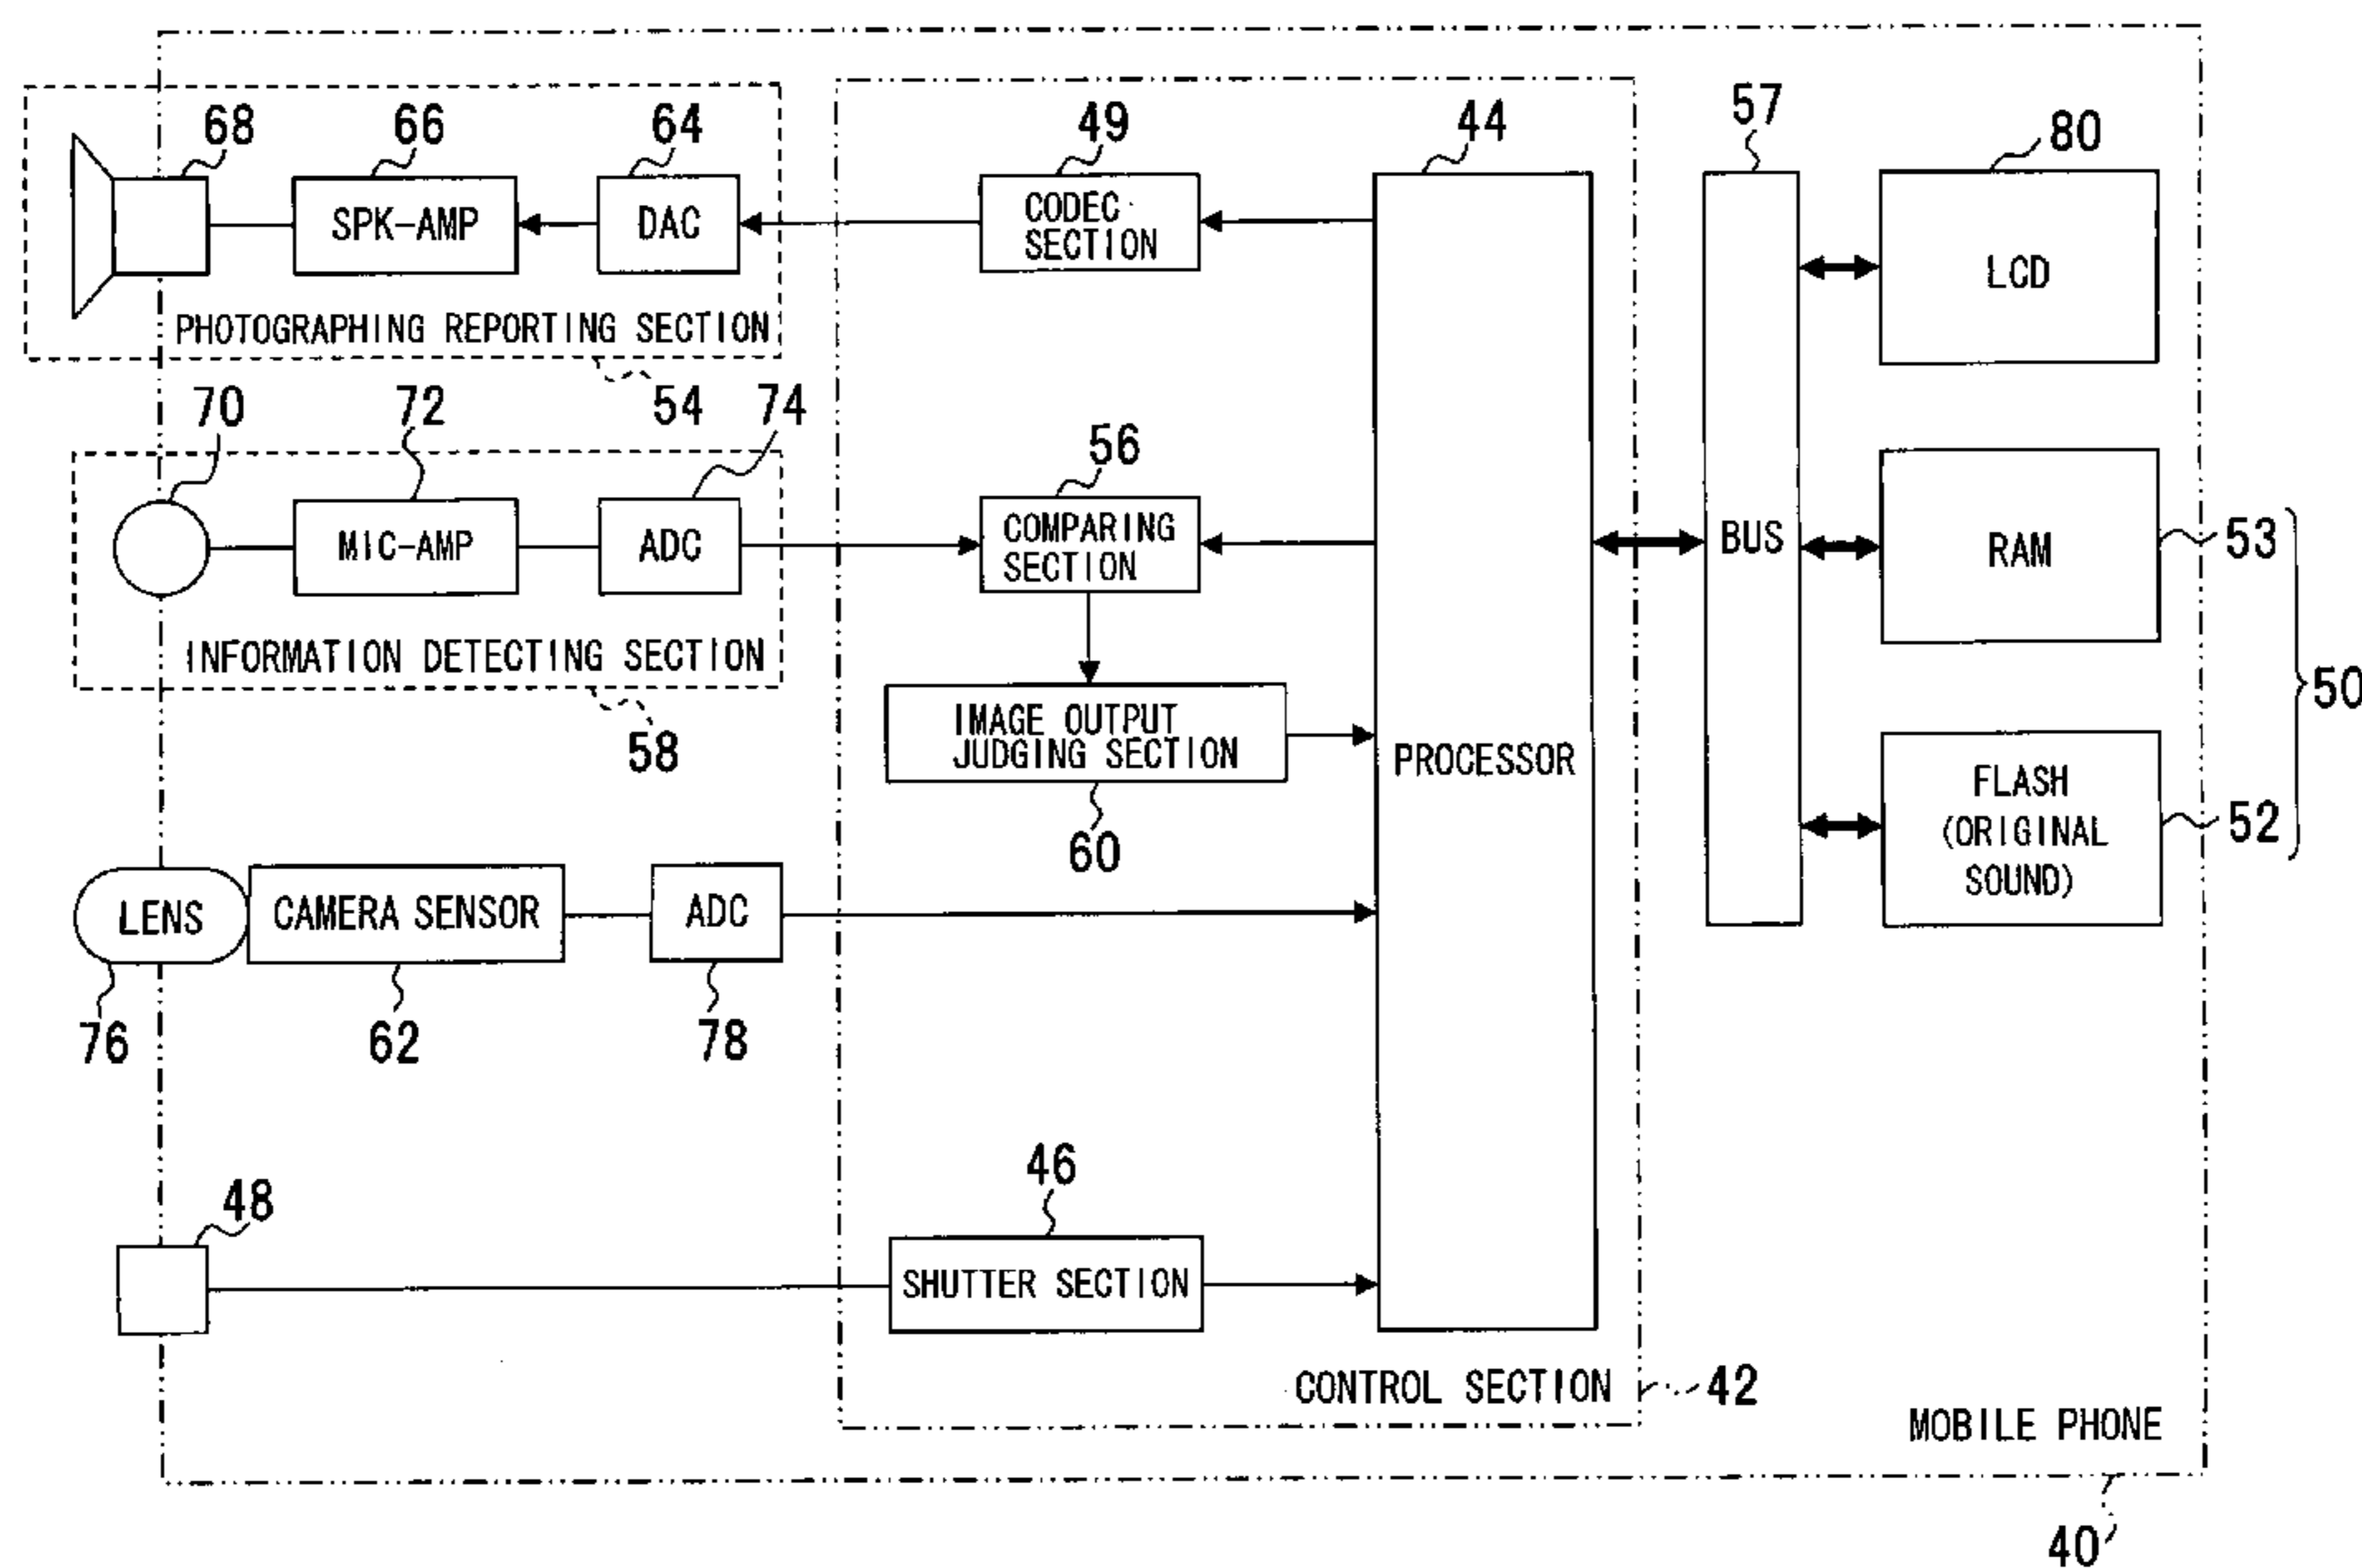 68
66
64
49
44
57
80
SPK-AMP
DAC
CODEC
SECTION
LCD
PHOTOGRAPHING REPORTING SECTION
54
70
72
74
56
MIC-AMP
ADC
COMPARING
SECTION
BUS
RAM
53
INFORMATION DETECTING SECTION
58
50
IMAGE OUTPUT
JUDGING SECTION
60
PROCESSOR
FLASH
(ORIGINAL
SOUND)
52
LENS
CAMERA SENSOR
ADC
76
62
78
48
46
SHUTTER SECTION
CONTROL SECTION
42
MOBILE PHONE
40